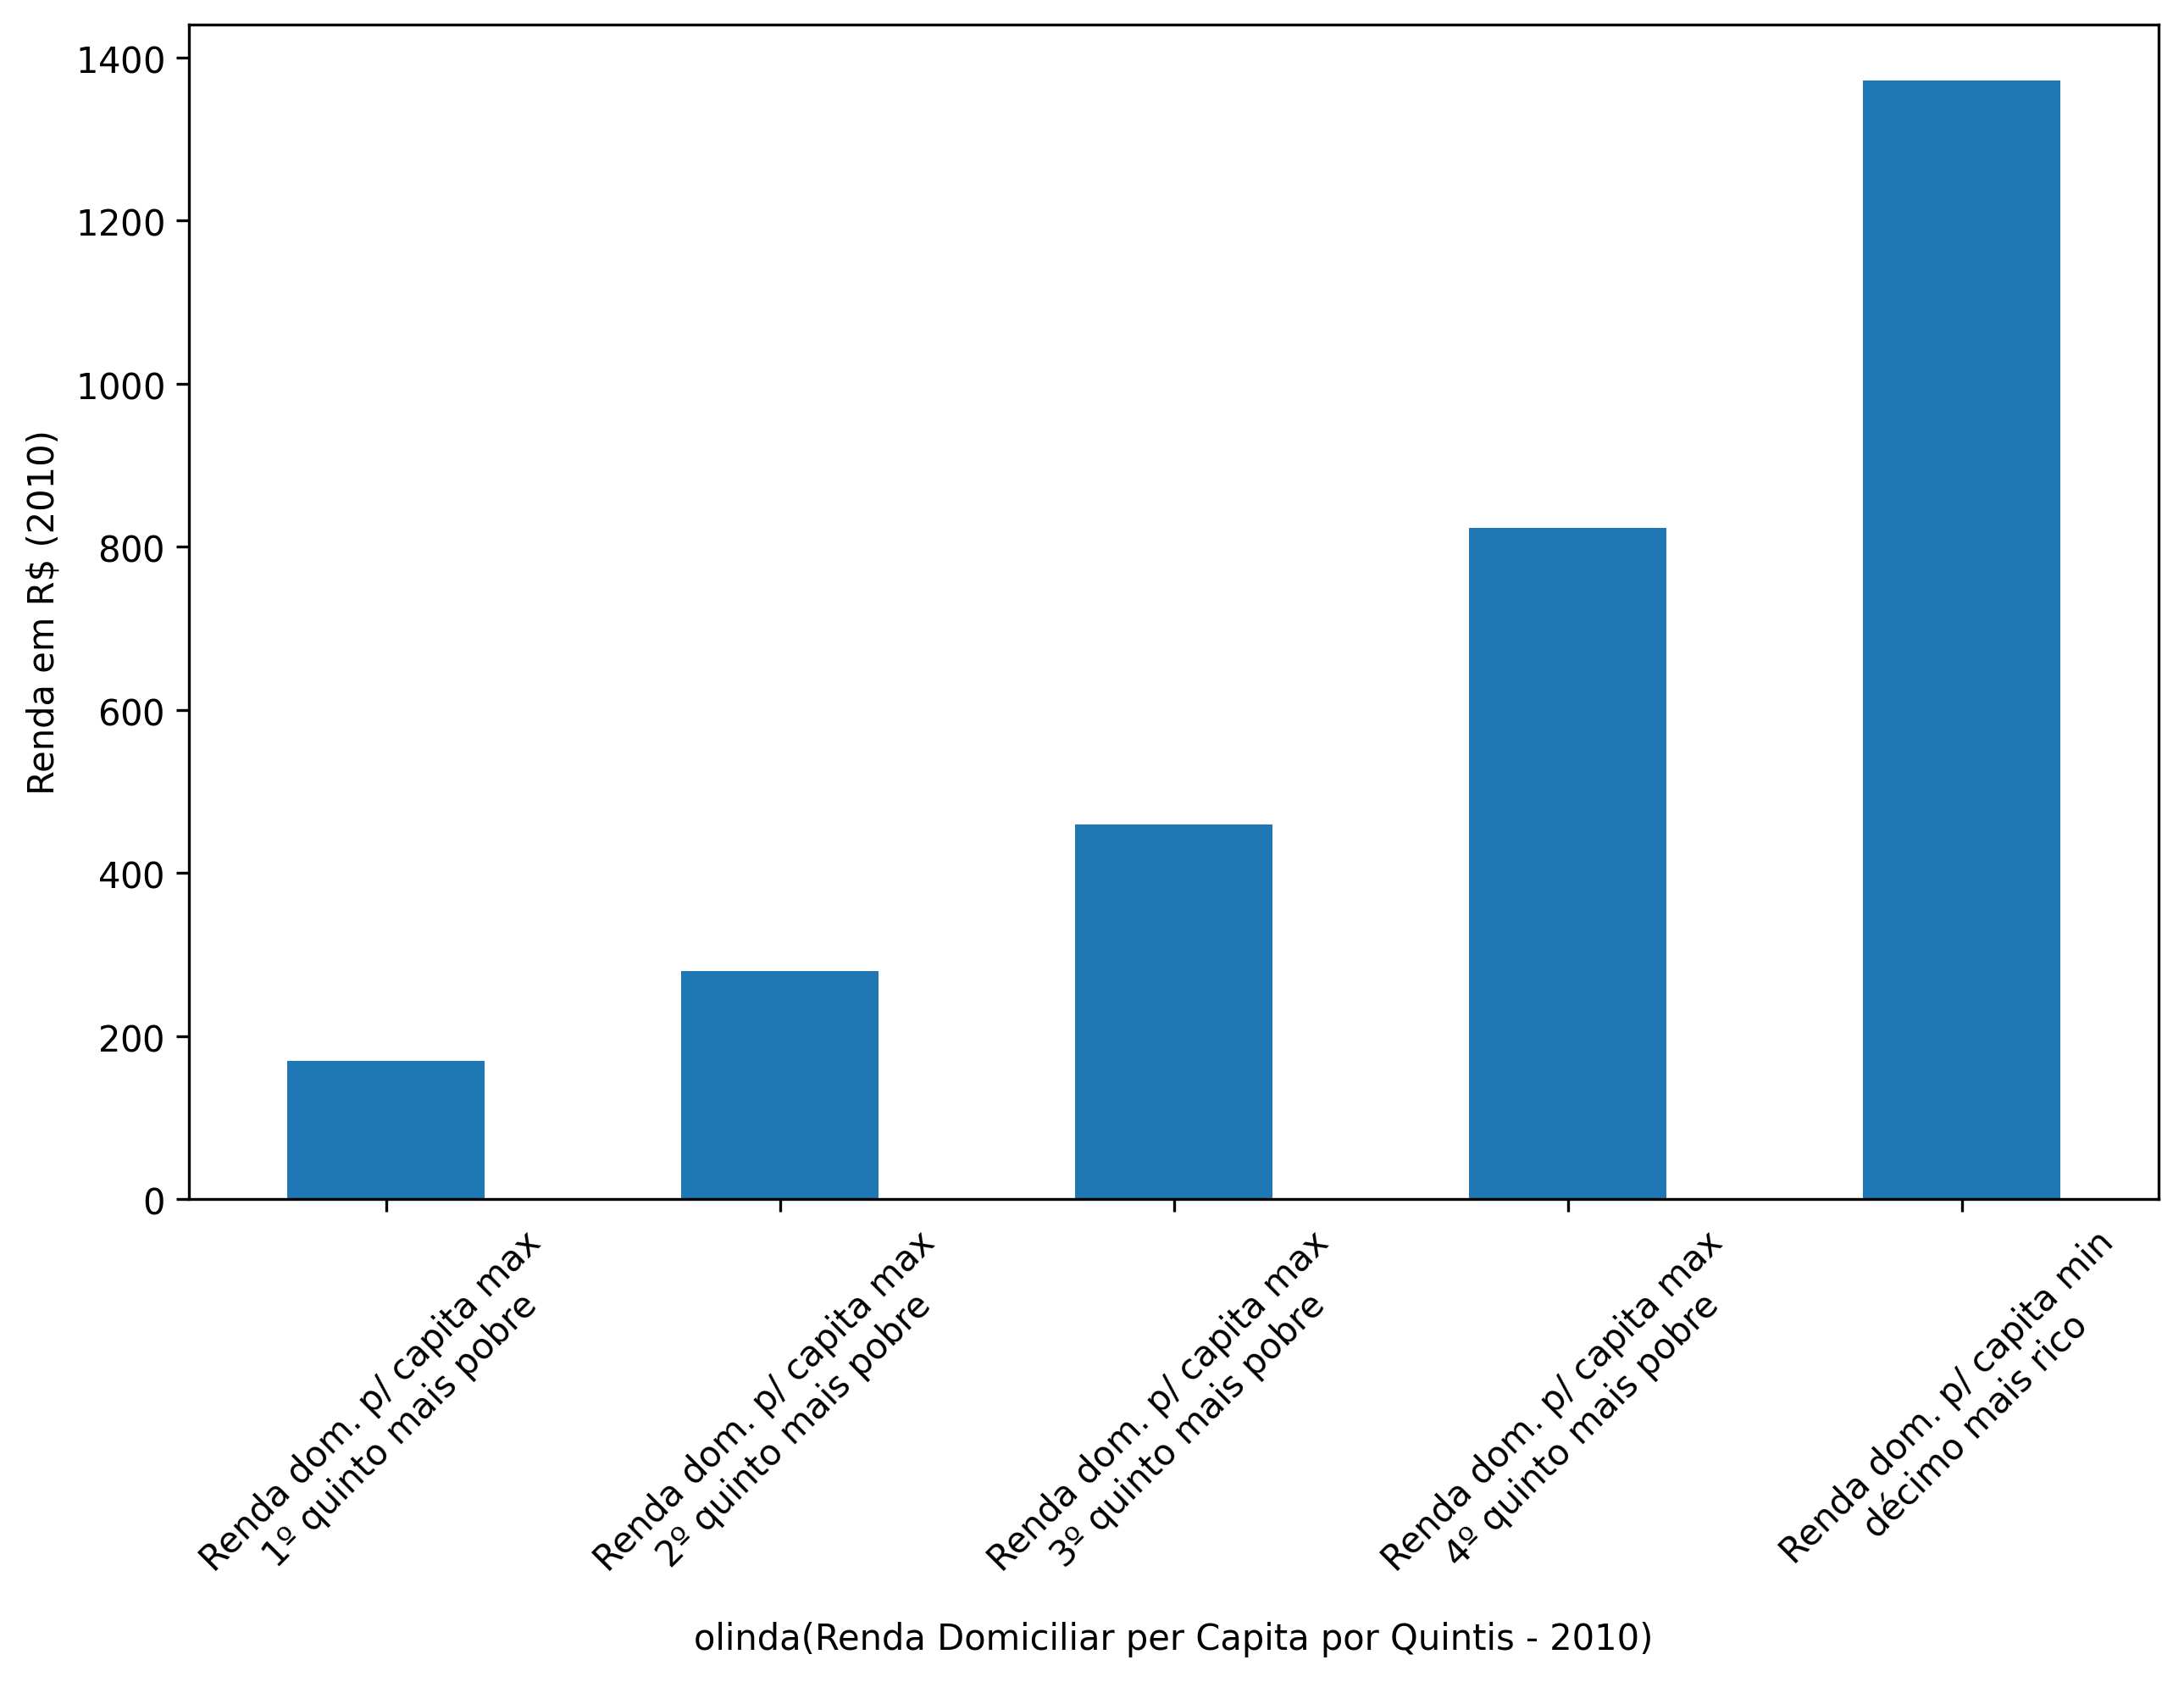 1400
1200
1000
800
600
400
200
0
Renda em R$ (2010)
Renda dom. p/ capita max
1º quinto mais pobre
Renda dom. p/ capita max
2º quinto mais pobre
Renda dom. p/ capita max
3º quinto mais pobre
Renda dom. p/ capita max
4º quinto mais pobre
Renda dom. p/ capita min
décimo mais rico
olinda(Renda Domiciliar per Capita por Quintis - 2010)